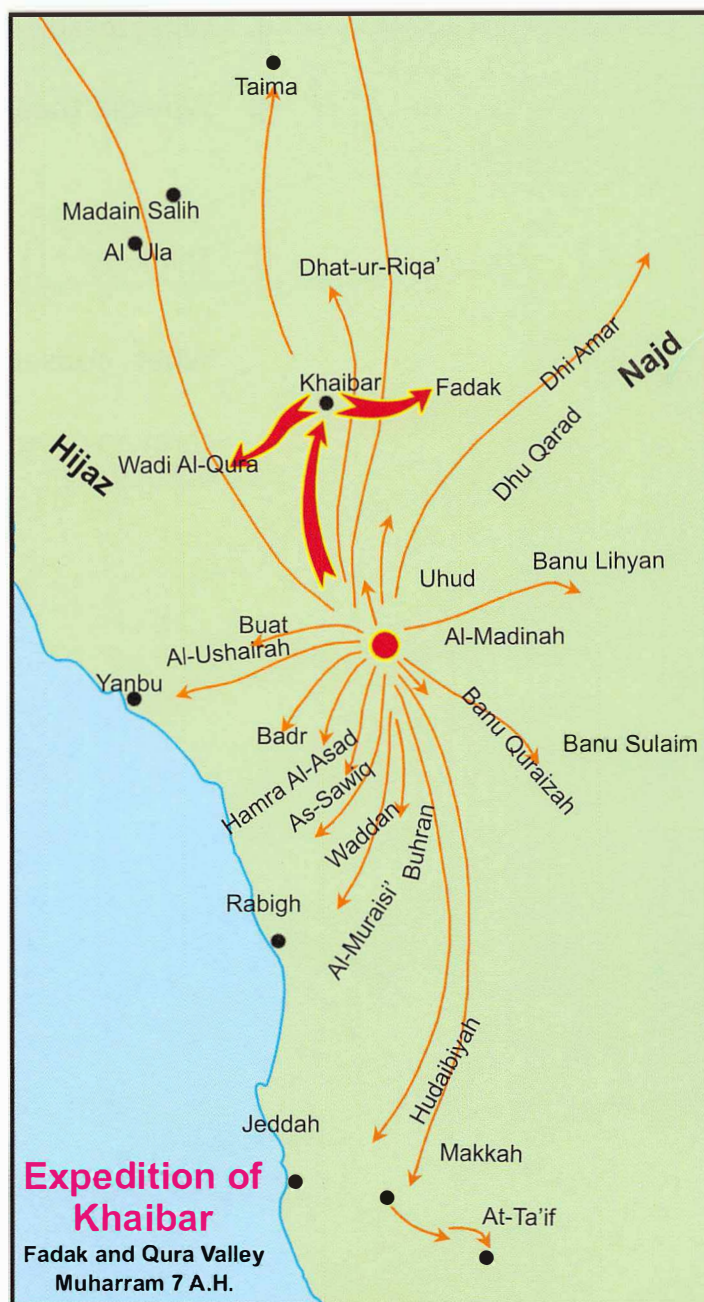 Taima
Madain Salih
Al Ula
Dhat-ur-Riqa’
Dhi Amar
Najd
Khaibar
Fadak
Hijaz
Wadi Al-Qura
Dhu Qarad
Uhud
Banu Lihyan
Buat
Al-Madinah
Al-Ushairah
Yanbu
Banu Quraizah
Badr
Banu Sulaim
Hamra Al-Asad
As-Sawiq
Waddan
Buhran
Rabigh
Al-Muraisi’
Hudaibiyah
Jeddah
Makkah
At-Ta’if
Expedition of
Khaibar
Fadak and Qura Valley
Muharram 7 A.H.